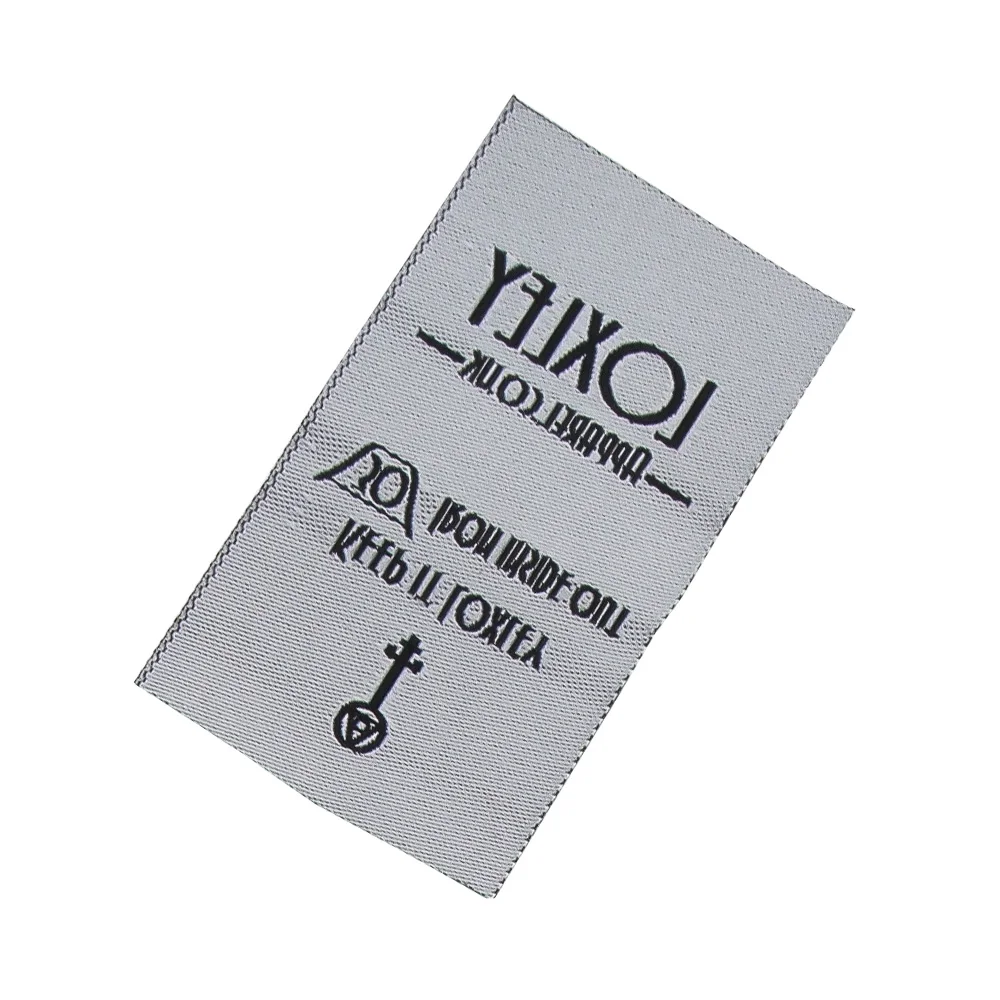 LOXLEY
APPAREL.CO.UK
IRON INSIDE OUT
KEEP IT LOXLEY
A